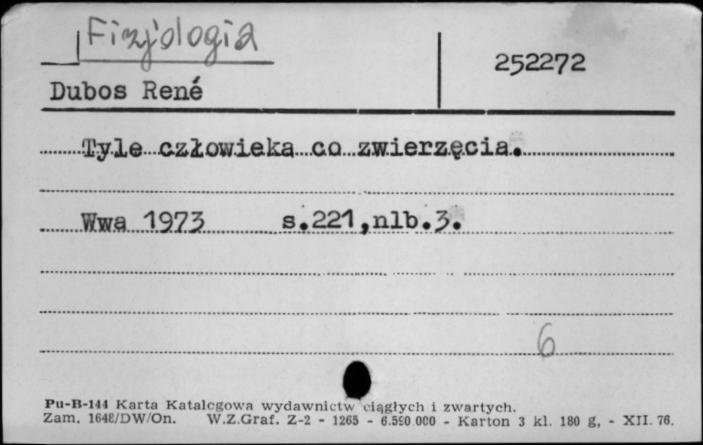 Fizjologia
252272
Dubos René
Tyle człowieka co zwierzęcia.
Wwa 1973 s.221,nlb.3.
6
Pu-B-144 Karta Katalogowa wydawnictw ciągłych i zwartych.
Zam. 1648/DW/On. W.Z.Graf. Z-2 - 1265 - 6.590.000 - Karton 3 kl. 180 g, - XII. 76.